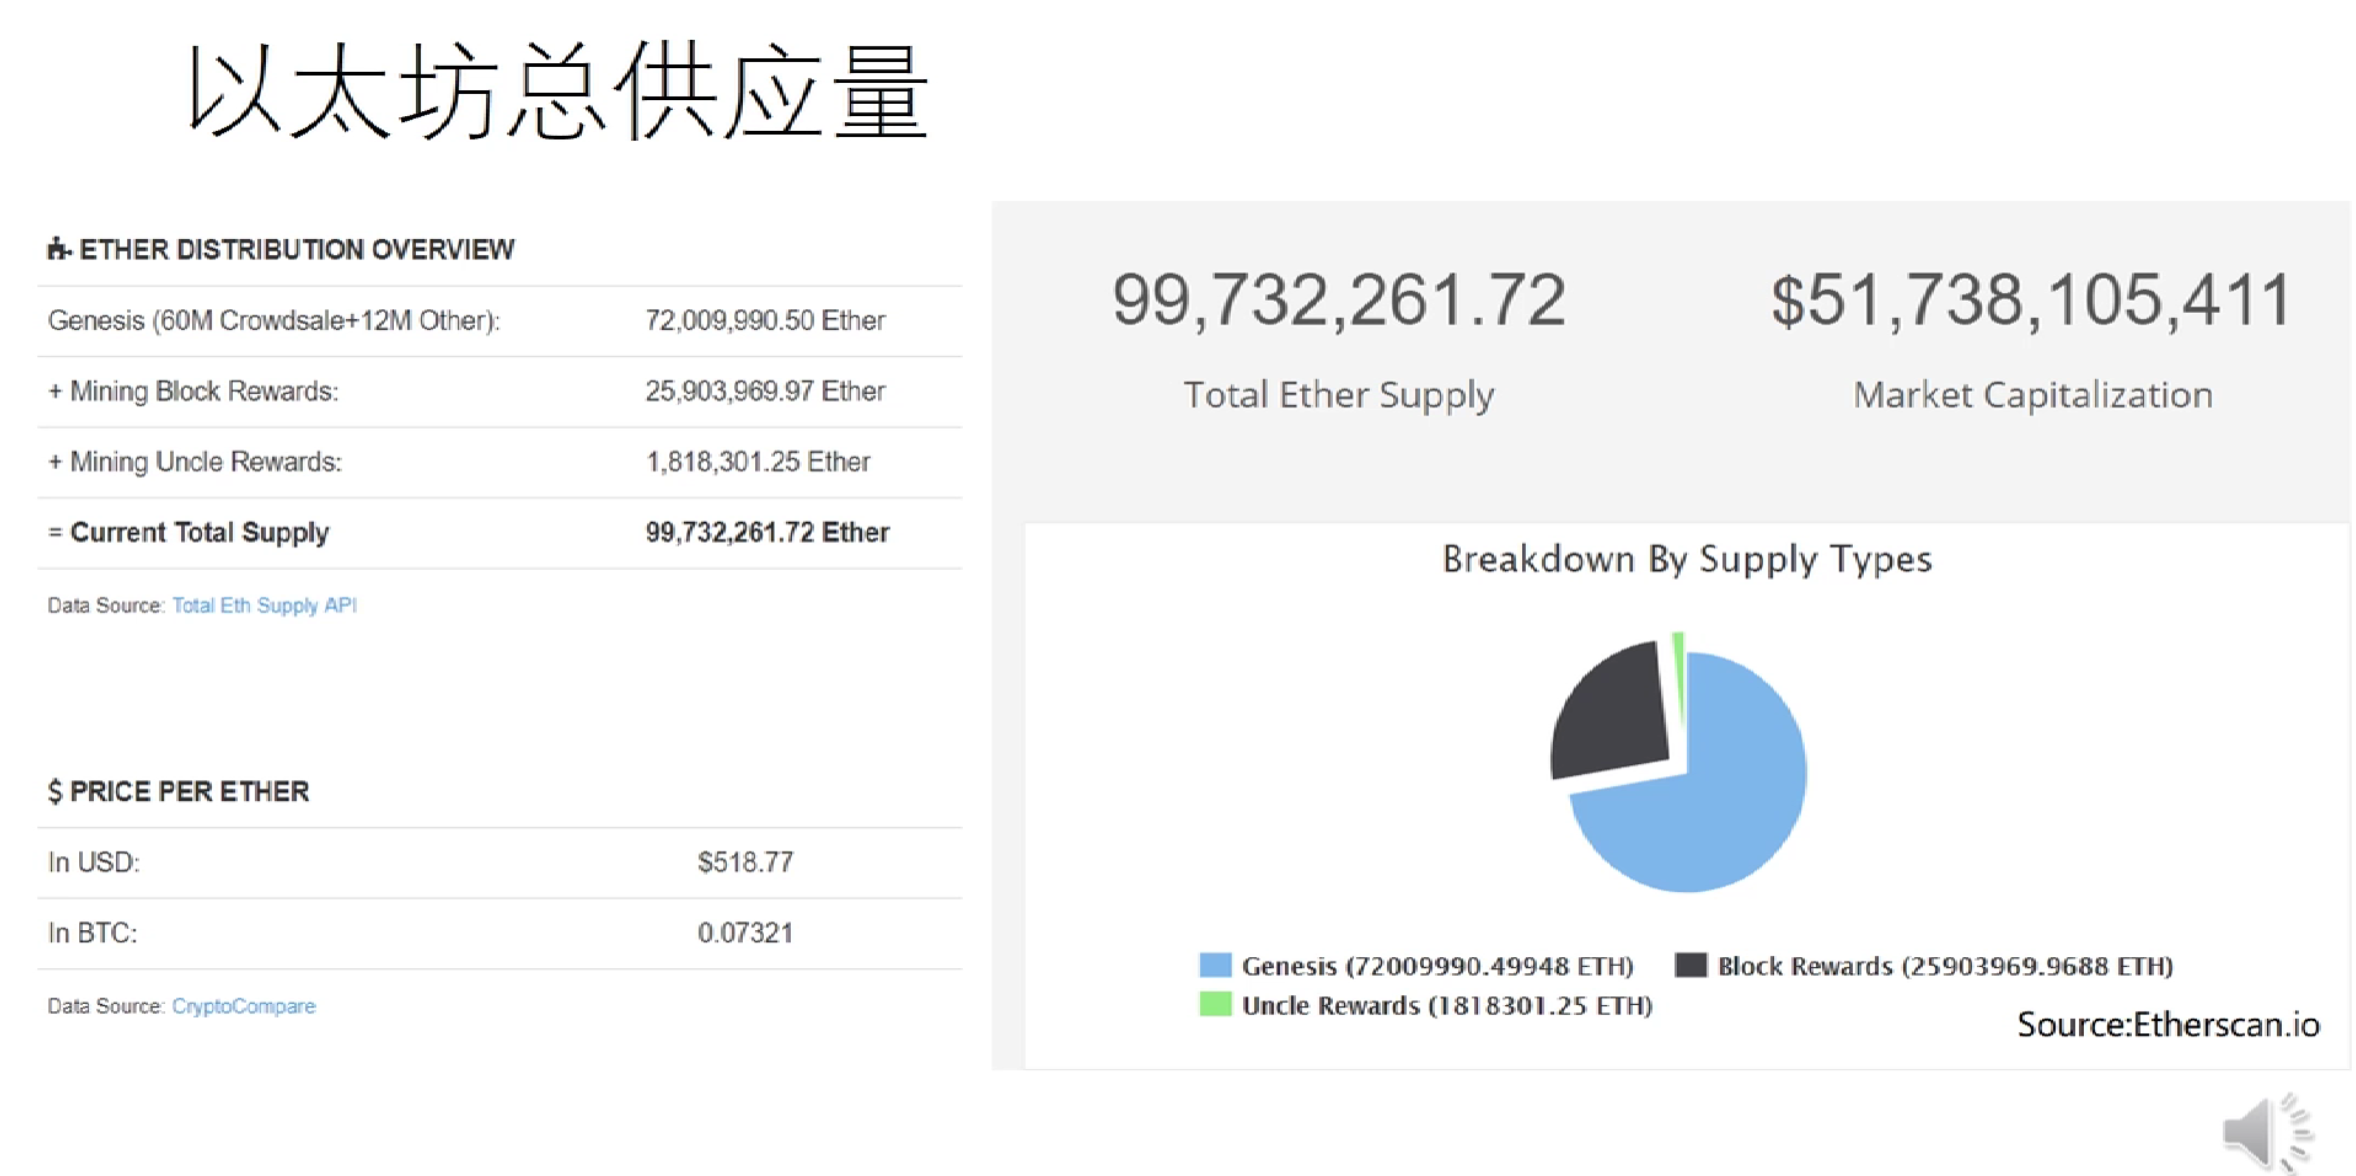 以太坊总供应量
ETHER DISTRIBUTION OVERVIEW
Genesis (60M Crowdsale+12M Other): 72,009,990.50 Ether
+ Mining Block Rewards: 25,903,969.97 Ether
+ Mining Uncle Rewards: 1,818,301.25 Ether
= Current Total Supply 99,732,261.72 Ether
Data Source: Total Eth Supply API
$ PRICE PER ETHER
In USD: $518.77
In BTC: 0.07321
Data Source: CryptoCompare
99,732,261.72 $51,738,105,411
Total Ether Supply Market Capitalization
Breakdown By Supply Types
Genesis (72009990.49948 ETH) Block Rewards (25903969.9688 ETH)
Uncle Rewards (1818301.25 ETH)
Source:Etherscan.io